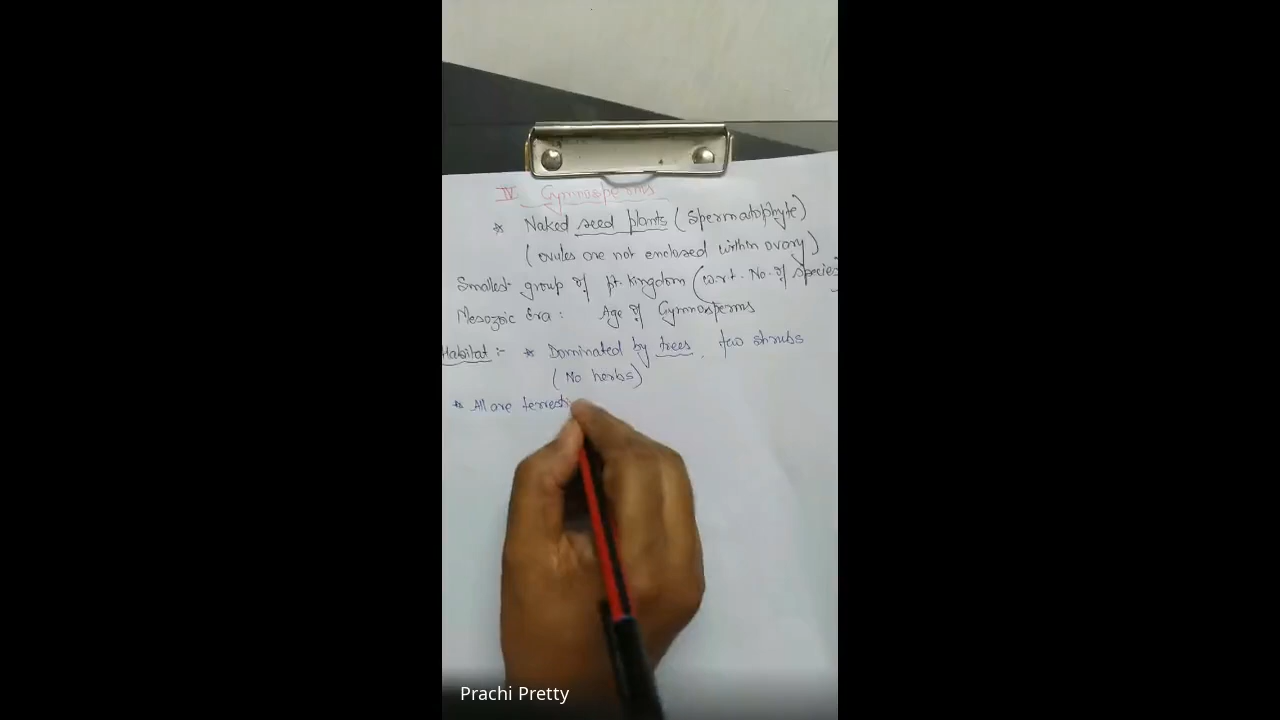 IV Gymnosperms
* Naked seed plants (Spermatophyte)
(ovules are not enclosed within ovary)
Smallest group of pt. kingdom (w.r.t. No. of species
Mesozoic Era : Age of Gymnosperms
Habitat :- * Dominated by trees, few shrubs
(No herbs)
* All are terrest
Prachi Pretty